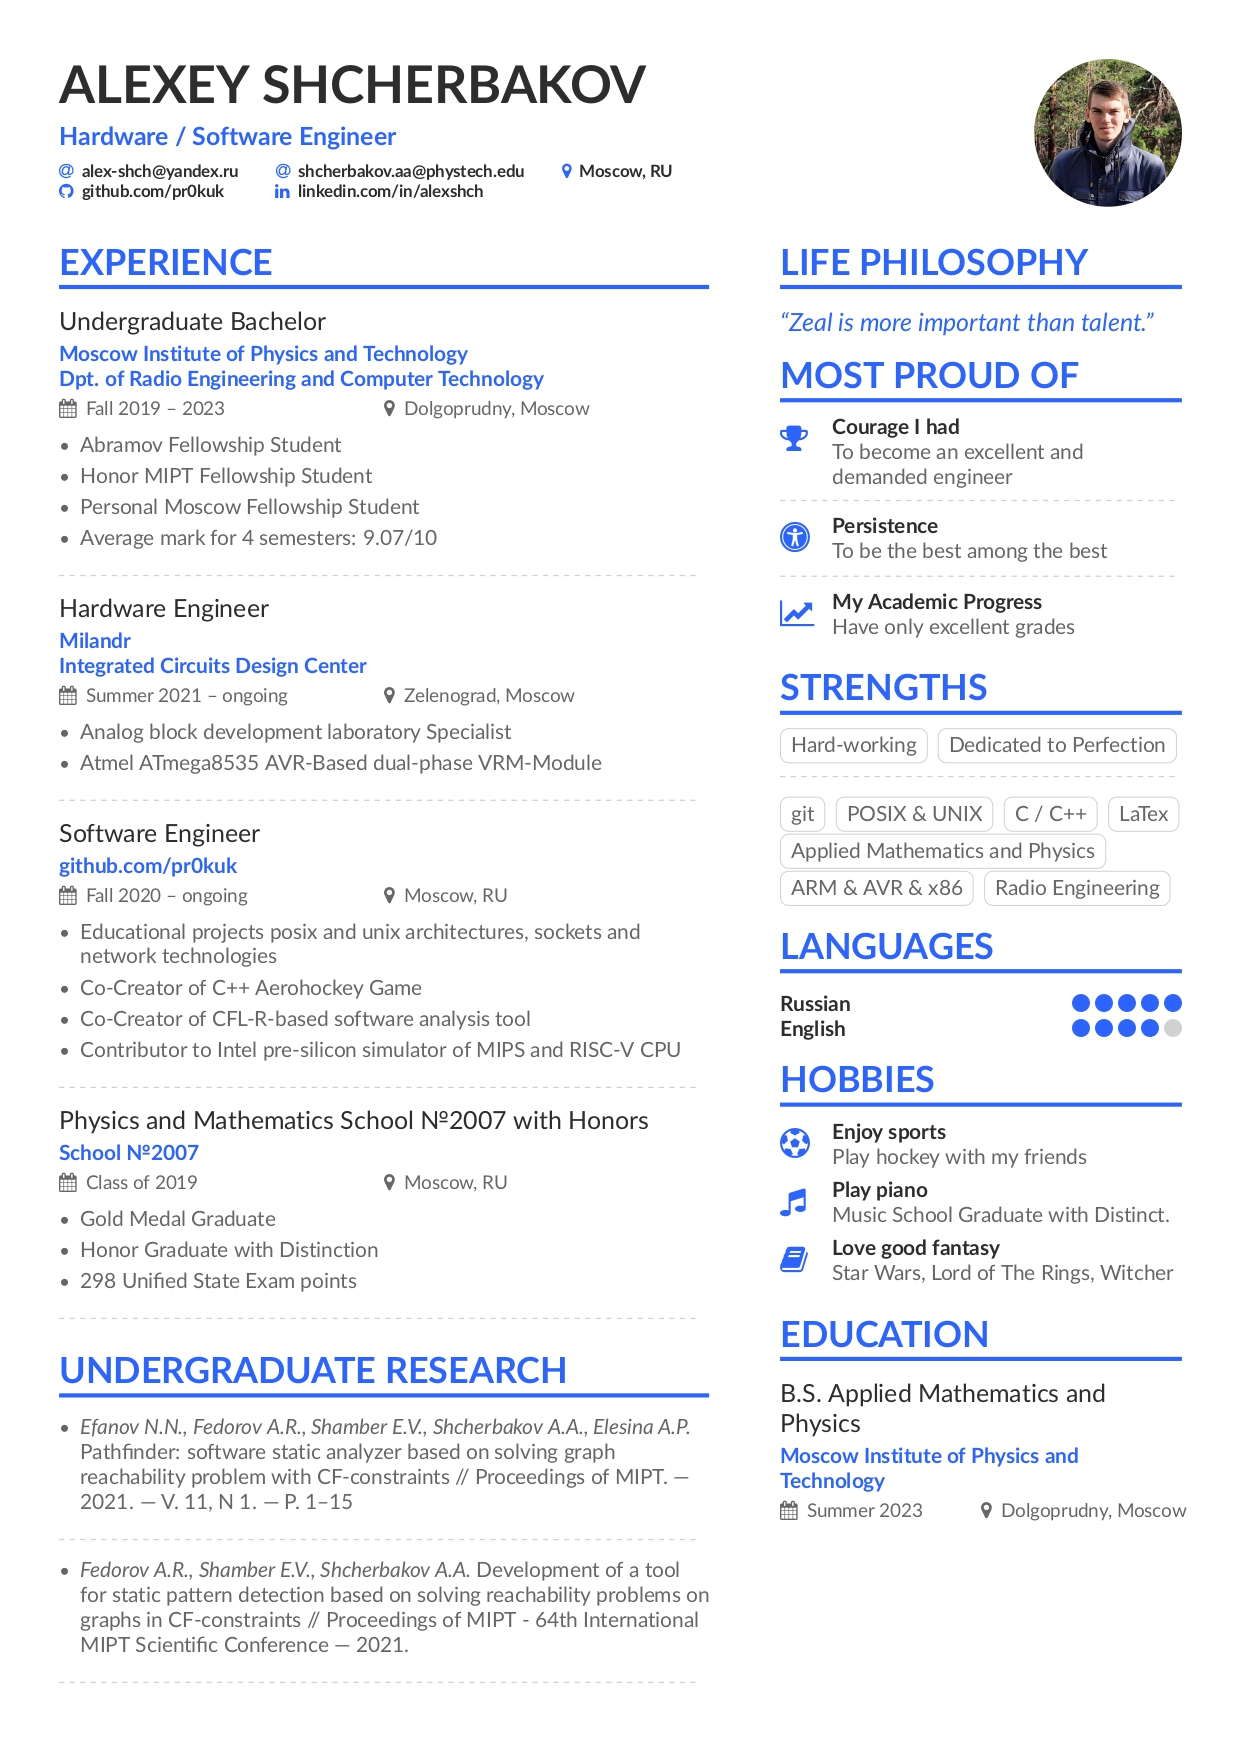 ALEXEY SHCHERBAKOV
Hardware / Software Engineer
alex-shch@yandex.ru shcherbakov.aa@phystech.edu Moscow, RU
github.com/pr0kuk linkedin.com/in/alexshch
EXPERIENCE
Undergraduate Bachelor
Moscow Institute of Physics and Technology
Dpt. of Radio Engineering and Computer Technology
Fall 2019 – 2023 Dolgoprudny, Moscow
• Abramov Fellowship Student
• Honor MIPT Fellowship Student
• Personal Moscow Fellowship Student
• Average mark for 4 semesters: 9.07/10
Hardware Engineer
Milandr
Integrated Circuits Design Center
Summer 2021 – ongoing Zelenograd, Moscow
• Analog block development laboratory Specialist
• Atmel ATmega8535 AVR-Based dual-phase VRM-Module
Software Engineer
github.com/pr0kuk
Fall 2020 – ongoing Moscow, RU
• Educational projects posix and unix architectures, sockets and
network technologies
• Co-Creator of C++ Aerohockey Game
• Co-Creator of CFL-R-based software analysis tool
• Contributor to Intel pre-silicon simulator of MIPS and RISC-V CPU
Physics and Mathematics School №2007 with Honors
School №2007
Class of 2019 Moscow, RU
• Gold Medal Graduate
• Honor Graduate with Distinction
• 298 Unified State Exam points
UNDERGRADUATE RESEARCH
• Efanov N.N., Fedorov A.R., Shamber E.V., Shcherbakov A.A., Elesina A.P.
Pathfinder: software static analyzer based on solving graph
reachability problem with CF-constraints // Proceedings of MIPT. —
2021. — V. 11, N 1. — P. 1–15
• Fedorov A.R., Shamber E.V., Shcherbakov A.A. Development of a tool
for static pattern detection based on solving reachability problems on
graphs in CF-constraints // Proceedings of MIPT - 64th International
MIPT Scientific Conference — 2021.
LIFE PHILOSOPHY
“Zeal is more important than talent.”
MOST PROUD OF
Courage I had
To become an excellent and
demanded engineer
Persistence
To be the best among the best
My Academic Progress
Have only excellent grades
STRENGTHS
Hard-working Dedicated to Perfection
git POSIX & UNIX C / C++ LaTex
Applied Mathematics and Physics
ARM & AVR & x86 Radio Engineering
LANGUAGES
Russian
English
HOBBIES
Enjoy sports
Play hockey with my friends
Play piano
Music School Graduate with Distinct.
Love good fantasy
Star Wars, Lord of The Rings, Witcher
EDUCATION
B.S. Applied Mathematics and
Physics
Moscow Institute of Physics and
Technology
Summer 2023 Dolgoprudny, Moscow